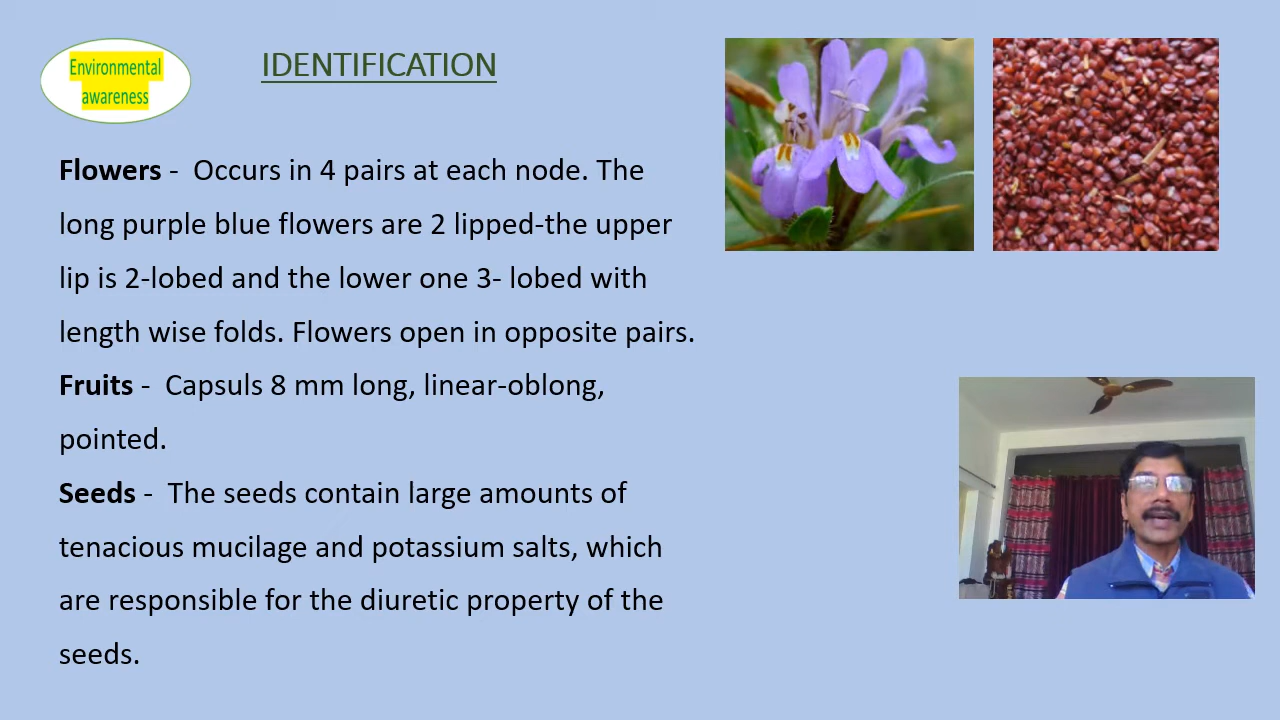 Environmental
awareness
IDENTIFICATION
Flowers -  Occurs in 4 pairs at each node. The
long purple blue flowers are 2 lipped-the upper
lip is 2-lobed and the lower one 3- lobed with
length wise folds. Flowers open in opposite pairs.
Fruits -  Capsuls 8 mm long, linear-oblong,
pointed.
Seeds -  The seeds contain large amounts of
tenacious mucilage and potassium salts, which
are responsible for the diuretic property of the
seeds.